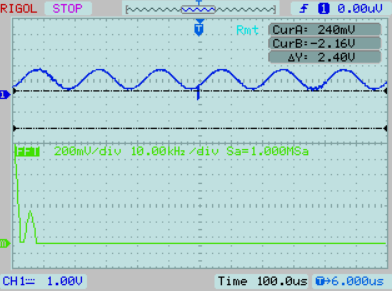 RIGOL STOP 1 0.00uV
Rmt CurA: 240mV
CurB:-2.16V
ΔY: 2.40V
FFT 200mV/div 10.00kHz/div Sa=1.000MSa
CH1 1.00V Time 100.0us +6.000us